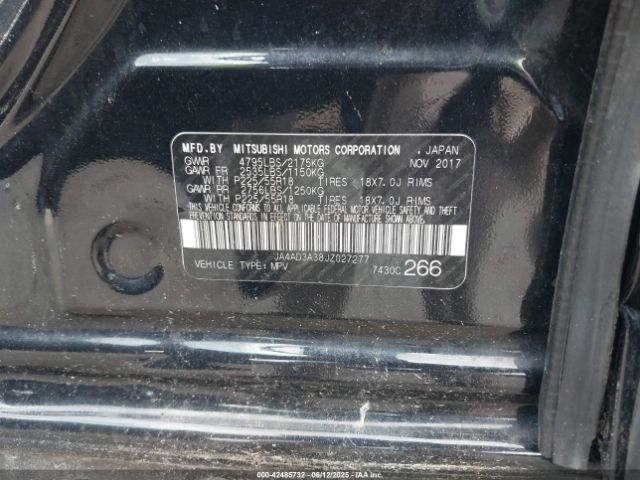 MFD.BY MITSUBISHI MOTORS CORPORATION . JAPAN
GVWR 4795LBS/2175KG NOV 2017
GAWR FR 2535LBS/1150KG
WITH P225/55R18 TIRES 18X7.0J RIMS
GAWR RR 2756LBS/1250KG
WITH P225/55R18 TIRES 18X7.0J RIMS
THIS VEHICLE CONFORMS TO ALL APPLICABLE FEDERAL MOTOR VEHICLE SAFETY AND THEFT
PREVENTION STANDARDS IN EFFECT ON THE DATE OF MANUFACTURE SHOWN ABOVE.
JA4AD3A38JZ027277
VEHICLE TYPE: MPV 7430C 266
000-42485732 - 06/12/2025 - IAA Inc.